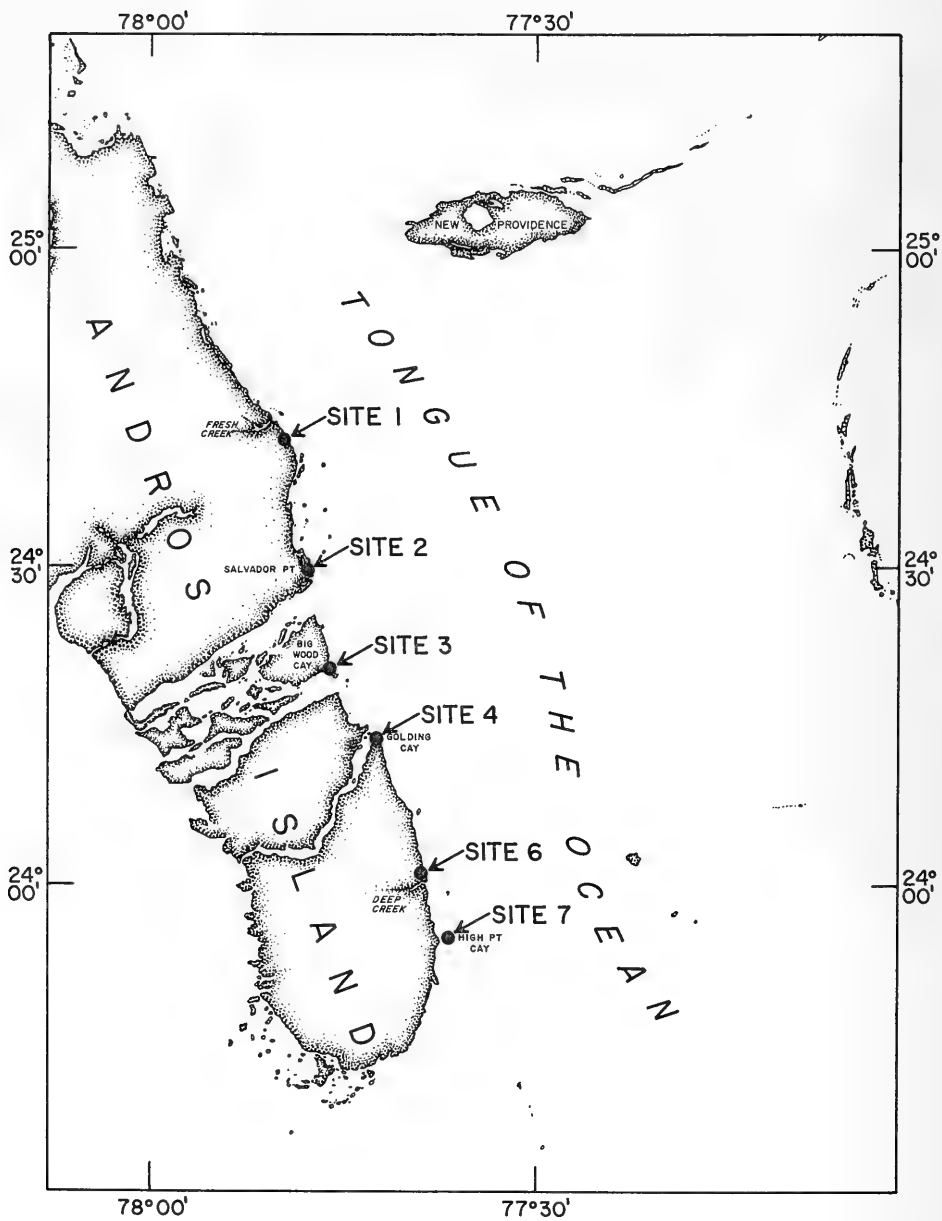 78°00' 77°30'
NEW PROVIDENCE
25° 00' 25° 00'
TONGUE OF THE OCEAN
ANDROS ISLAND
FRESH CREEK
SITE 1
SITE 2
SALVADOR PT
24° 30' 24° 30'
BIG WOOD CAY
SITE 3
SITE 4
GOLDING CAY
SITE 6
24° 00' 24° 00'
DEEP CREEK
SITE 7
HIGH PT CAY
78°00' 77°30'